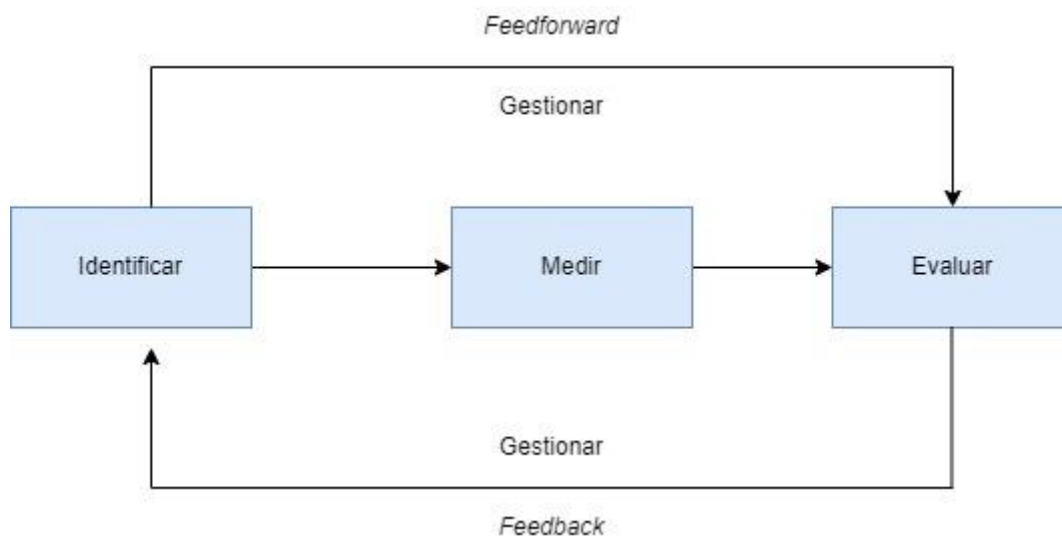 Feedforward
Gestionar
Identificar
Medir
Evaluar
Gestionar
Feedback